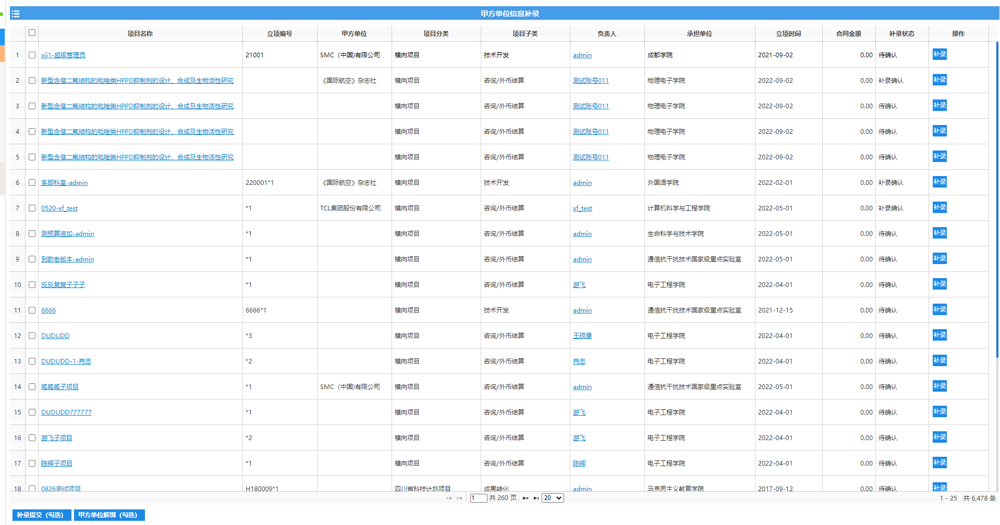 甲方单位信息补录
项目名称 立项编号 甲方单位 项目分类 项目子类 负责人 承担单位 立项时间 合同金额 补录状态 操作
1 xjj1-超级管理员 21001 SMC（中国)有限公司 横向项目 技术开发 admin 成都学院 2021-09-02 0.00 待确认 补录
2 新型含偕二氟结构的吡唑类HPPD抑制剂的设计、合成及生物活性研究 《国际航空》杂志社 横向项目 咨询/外币结算 测试账号011 物理电子学院 2022-09-02 0.00 补录确认 补录
3 新型含偕二氟结构的吡唑类HPPD抑制剂的设计、合成及生物活性研究 横向项目 咨询/外币结算 测试账号011 物理电子学院 2022-09-02 0.00 待确认 补录
4 新型含偕二氟结构的吡唑类HPPD抑制剂的设计、合成及生物活性研究 横向项目 咨询/外币结算 测试账号011 物理电子学院 2022-09-02 0.00 待确认 补录
5 新型含偕二氟结构的吡唑类HPPD抑制剂的设计、合成及生物活性研究 横向项目 咨询/外币结算 测试账号011 物理电子学院 2022-09-02 0.00 待确认 补录
6 系部科室-admin 220001*1 《国际航空》杂志社 横向项目 技术开发 admin 外国语学院 2022-02-01 0.00 补录确认 补录
7 0520-xf_test *1 TCL集团股份有限公司 横向项目 咨询/外币结算 xf_test 计算机科学与工程学院 2022-05-01 0.00 补录确认 补录
8 测预算追加-admin *1 横向项目 咨询/外币结算 admin 生命科学与技术学院 2022-05-01 0.00 待确认 补录
9 到款老版本-admin *1 横向项目 咨询/外币结算 admin 通信抗干扰技术国家级重点实验室 2022-05-01 0.00 待确认 补录
10 反反复复子子子 *1 横向项目 咨询/外币结算 游飞 电子工程学院 2022-04-01 0.00 待确认 补录
11 6666 6666*1 横向项目 技术开发 admin 通信抗干扰技术国家级重点实验室 2021-12-15 0.00 待确认 补录
12 DUDUDD *3 横向项目 咨询/外币结算 王硕康 电子工程学院 2022-04-01 0.00 待确认 补录
13 DUDUDD-1-肖忠 *2 横向项目 咨询/外币结算 肖忠 电子工程学院 2022-04-01 0.00 待确认 补录
14 呱呱呱子项目 *1 SMC（中国)有限公司 横向项目 咨询/外币结算 admin 通信抗干扰技术国家级重点实验室 2022-05-01 0.00 待确认 补录
15 DUDUDD777777 *1 横向项目 咨询/外币结算 游飞 电子工程学院 2022-04-01 0.00 待确认 补录
16 游飞子项目 *2 横向项目 咨询/外币结算 游飞 电子工程学院 2022-04-01 0.00 待确认 补录
17 陈辉子项目 *1 横向项目 咨询/外币结算 陈辉 电子工程学院 2022-04-01 0.00 待确认 补录
18 0826测试项目 H180009*1 四川省科技计划项目 成果转化 admin 马克思主义教育学院 2017-09-12 0.00 待确认 补录
1 共 260 页 20 1 - 25 共 6,478 条
补录提交（勾选） 甲方单位解绑（勾选）